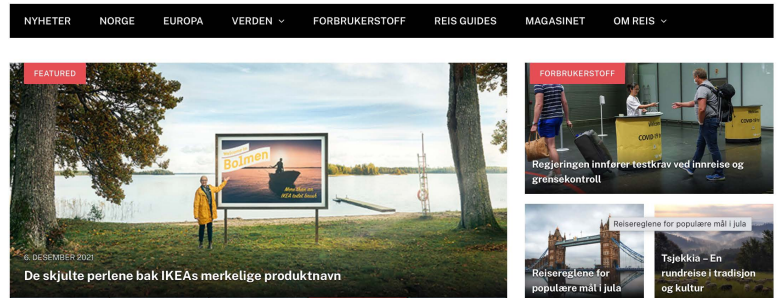 NYHETER NORGE EUROPA VERDEN FORBRUKERSTOFF REIS GUIDES MAGASINET OM REIS
FEATURED
Bolmen
6. DESEMBER 2021
De skjulte perlene bak IKEAs merkelige produktnavn
FORBRUKERSTOFF
Regjeringen innfører testkrav ved innreise og
grensekontroll
Reisereglene for populære mål i jula
Reisereglene for
populære mål i jula
Tsjekkia – En
rundreise i tradisjon
og kultur